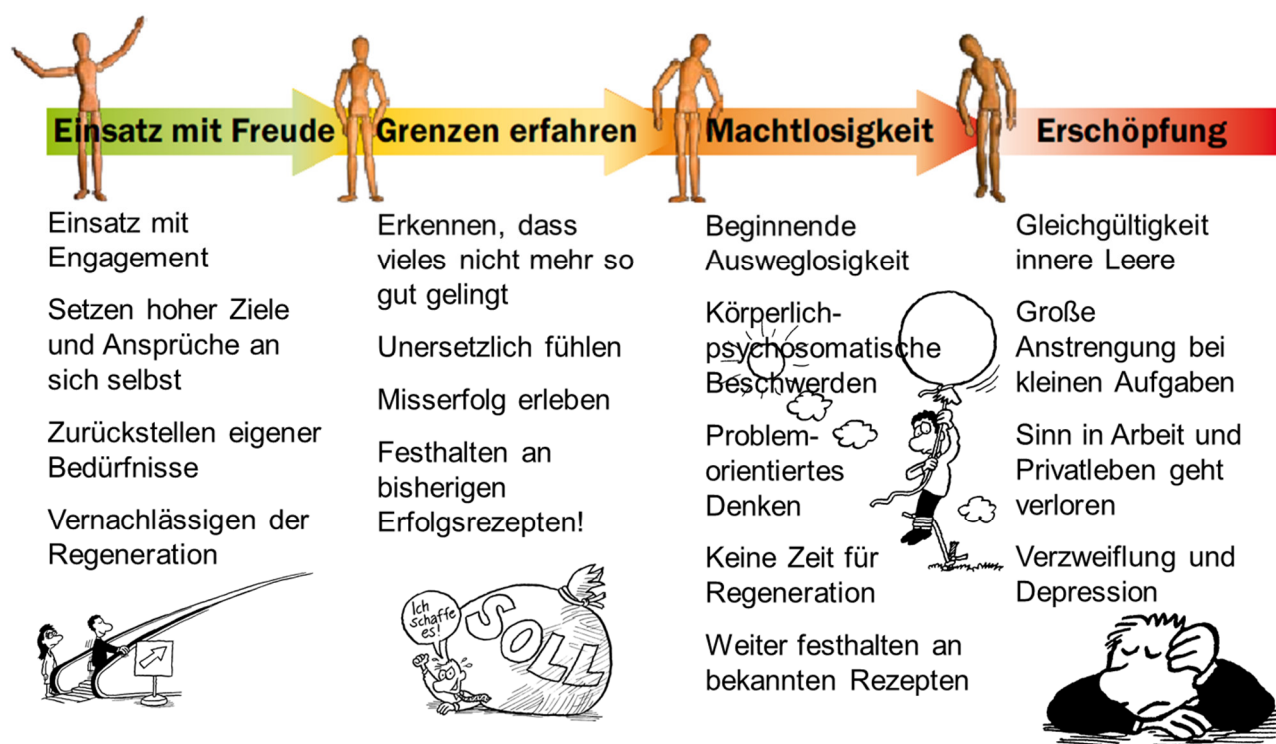 Einsatz mit Freude
Grenzen erfahren
Machtlosigkeit
Erschöpfung
Einsatz mit
Engagement
Setzen hoher Ziele
und Ansprüche an
sich selbst
Zurückstellen eigener
Bedürfnisse
Vernachlässigen der
Regeneration
Erkennen, dass
vieles nicht mehr so
gut gelingt
Unersetzlich fühlen
Misserfolg erleben
Festhalten an
bisherigen
Erfolgsrezepten!
Ich
schaffe
es!
SOLL
Beginnende
Ausweglosigkeit
Körperlich-
psychosomatische
Beschwerden
Problem-
orientiertes
Denken
Keine Zeit für
Regeneration
Weiter festhalten an
bekannten Rezepten
Gleichgültigkeit
innere Leere
Große
Anstrengung bei
kleinen Aufgaben
Sinn in Arbeit und
Privatleben geht
verloren
Verzweiflung und
Depression